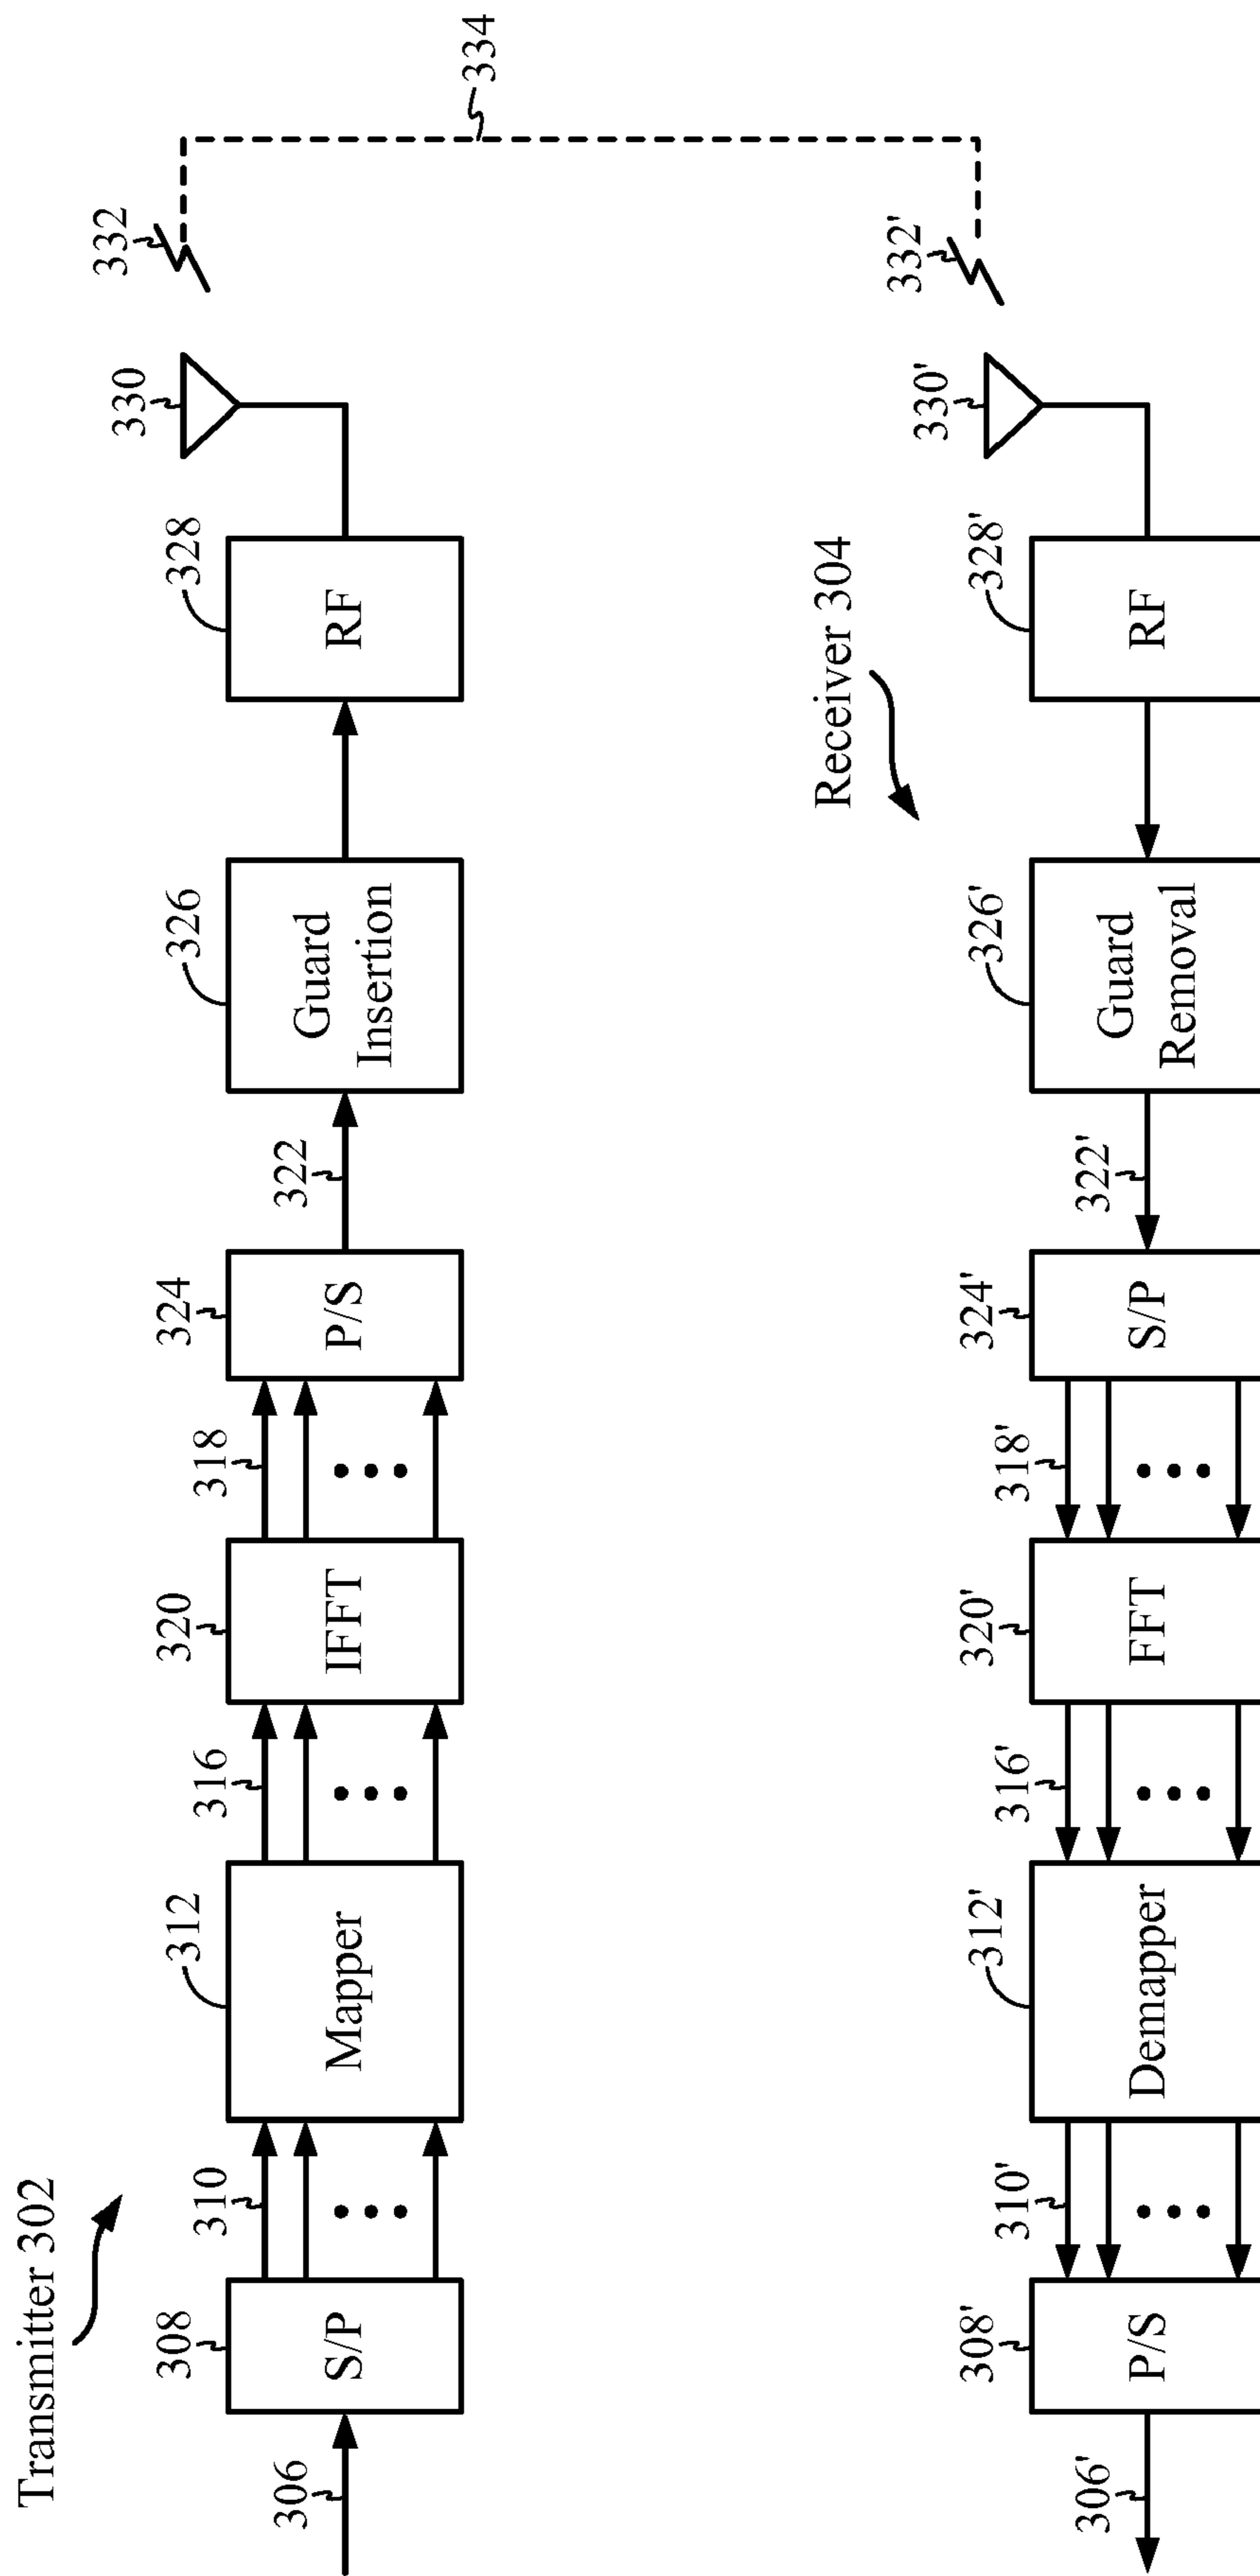 Transmitter 302
306
308
S/P
310
312
Mapper
316
320
IFFT
318
324
P/S
322
326
Guard
Insertion
328
RF
330
332
334
Receiver 304
306'
308'
P/S
310'
312'
Demapper
316'
320'
FFT
318'
324'
S/P
322'
326'
Guard
Removal
328'
RF
330'
332'